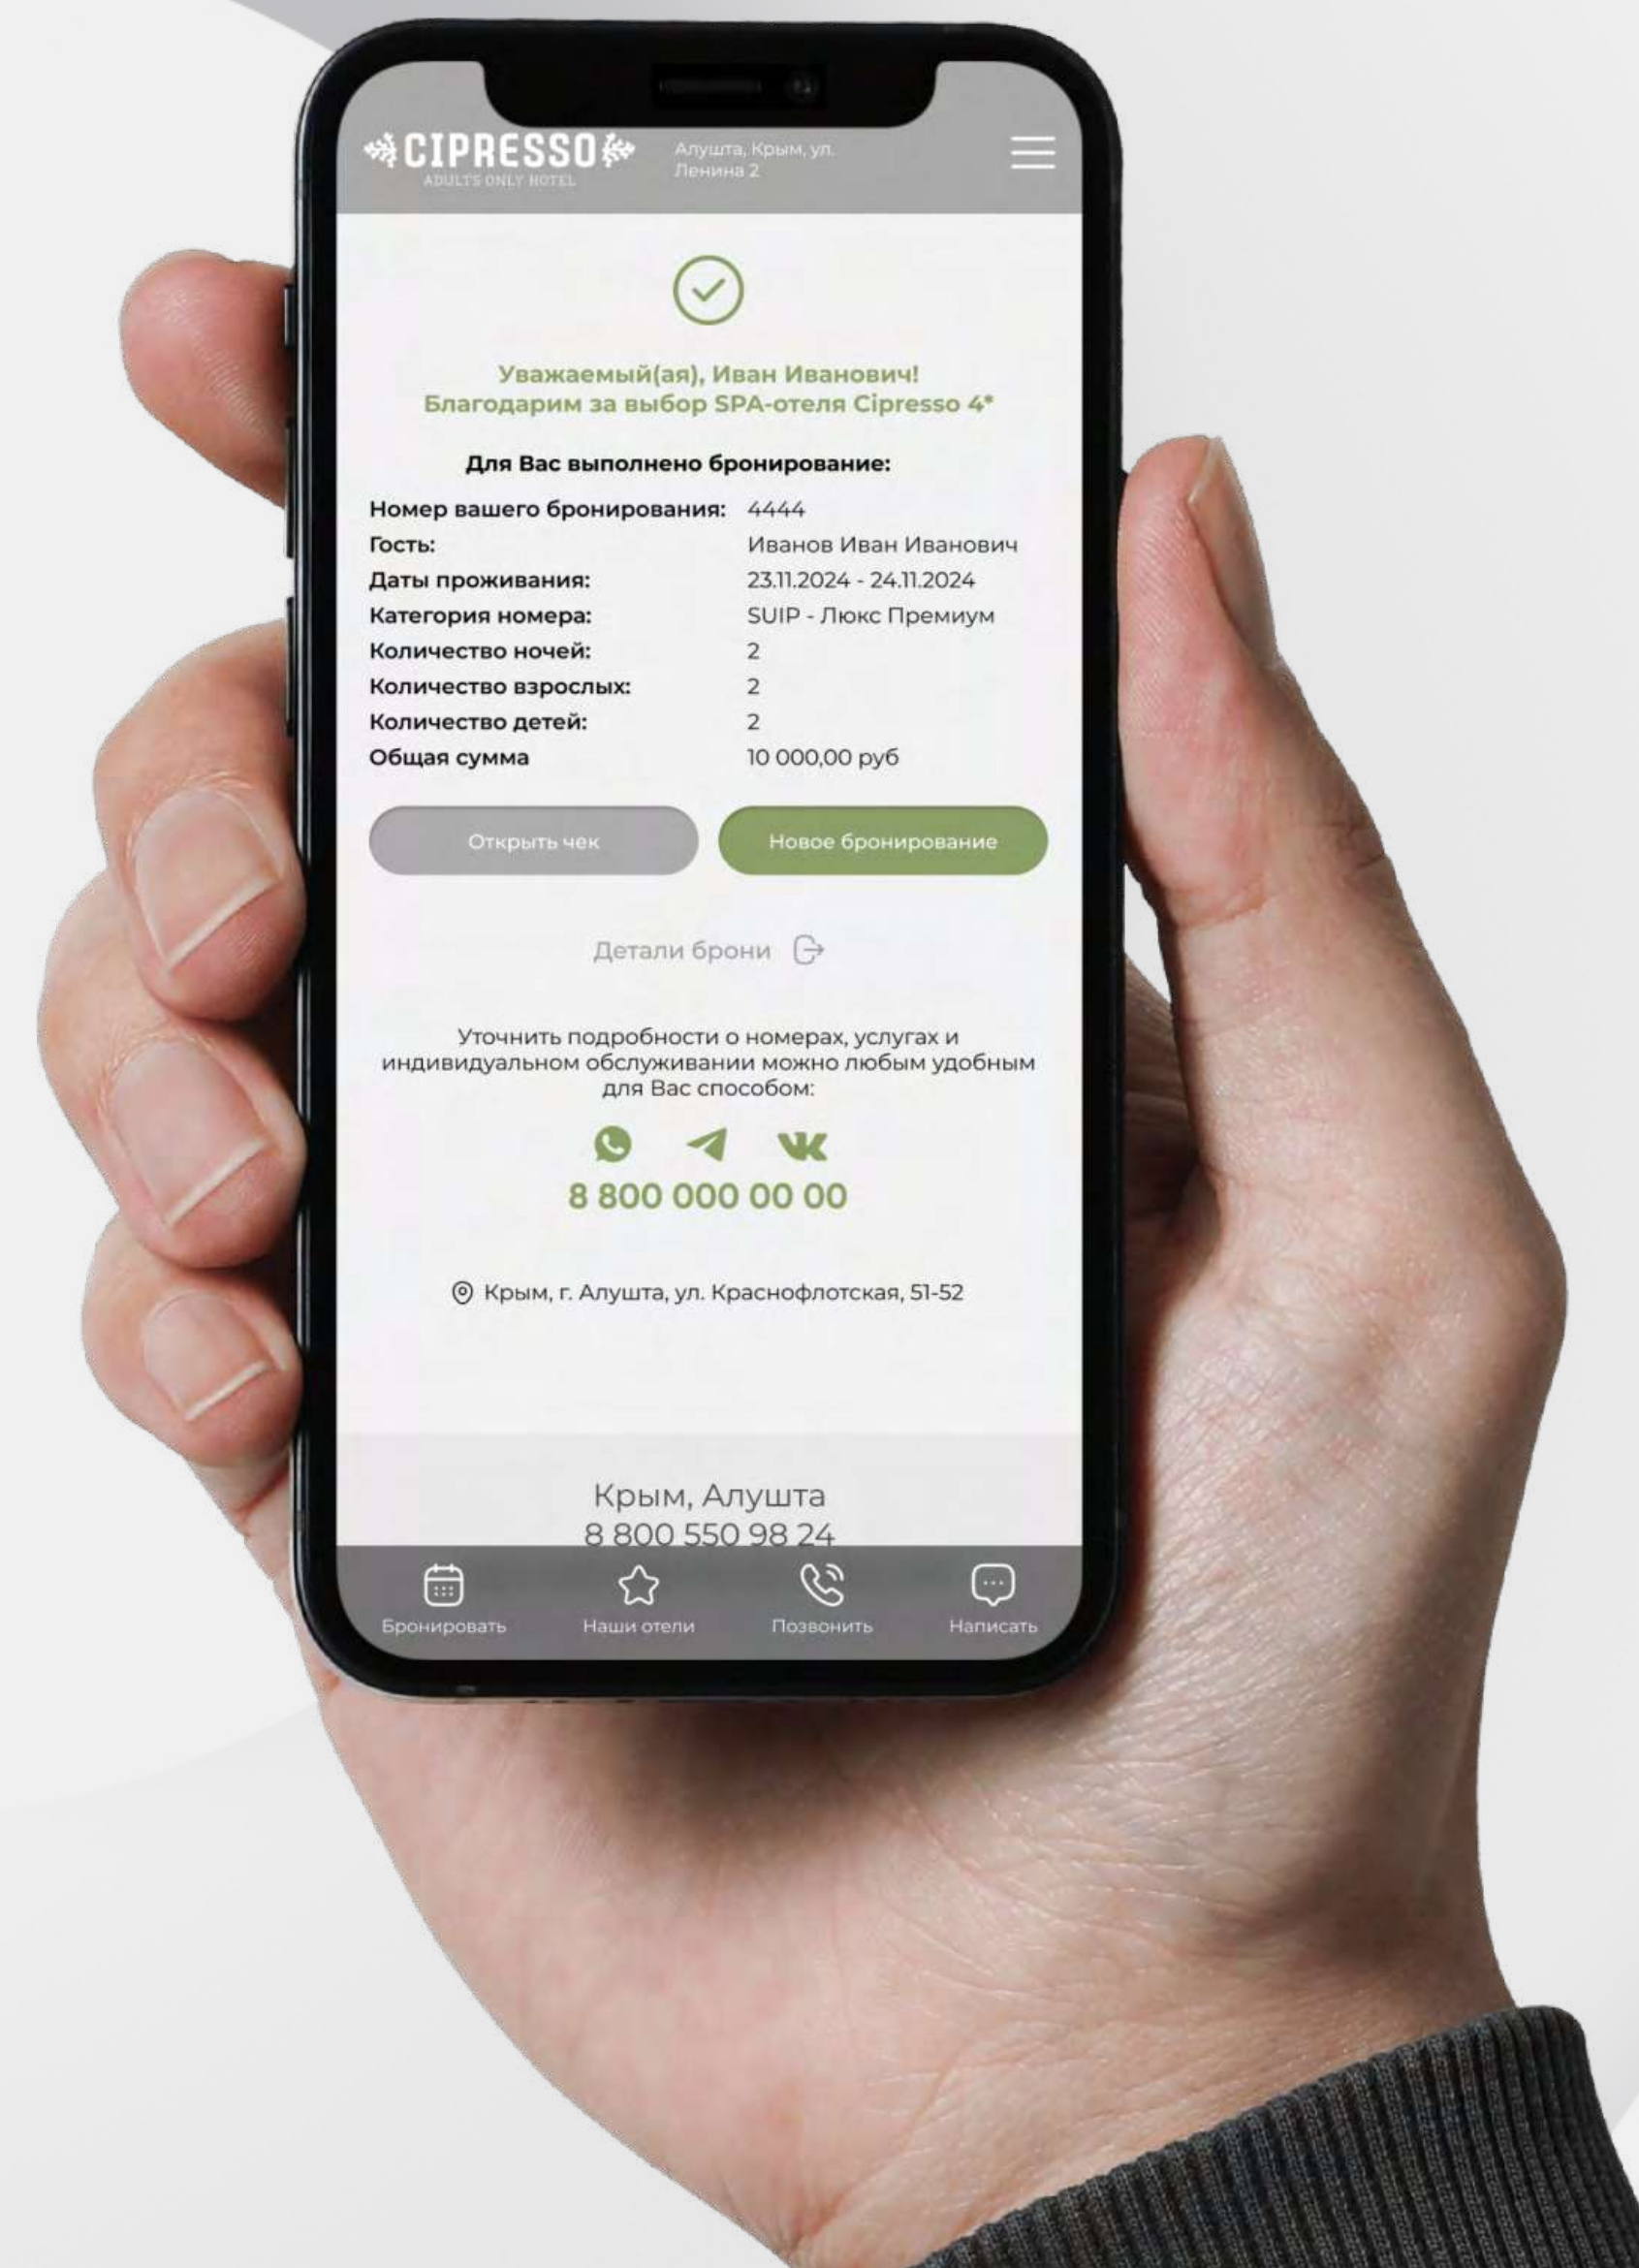 CIPRESSO
ADULTS ONLY HOTEL
Алушта, Крым, ул.
Ленина 2
Уважаемый(ая), Иван Иванович!
Благодарим за выбор SPA-отеля Cipresso 4*
Для Вас выполнено бронирование:
Номер вашего бронирования: 4444
Гость: Иванов Иван Иванович
Даты проживания: 23.11.2024 - 24.11.2024
Категория номера: SUIP - Люкс Премиум
Количество ночей: 2
Количество взрослых: 2
Количество детей: 2
Общая сумма 10 000,00 руб
Открыть чек Новое бронирование
Детали брони
Уточнить подробности о номерах, услугах и
индивидуальном обслуживании можно любым удобным
для Вас способом:
8 800 000 00 00
Крым, г. Алушта, ул. Краснофлотская, 51-52
Крым, Алушта
8 800 550 98 24
Бронировать Наши отели Позвонить Написать